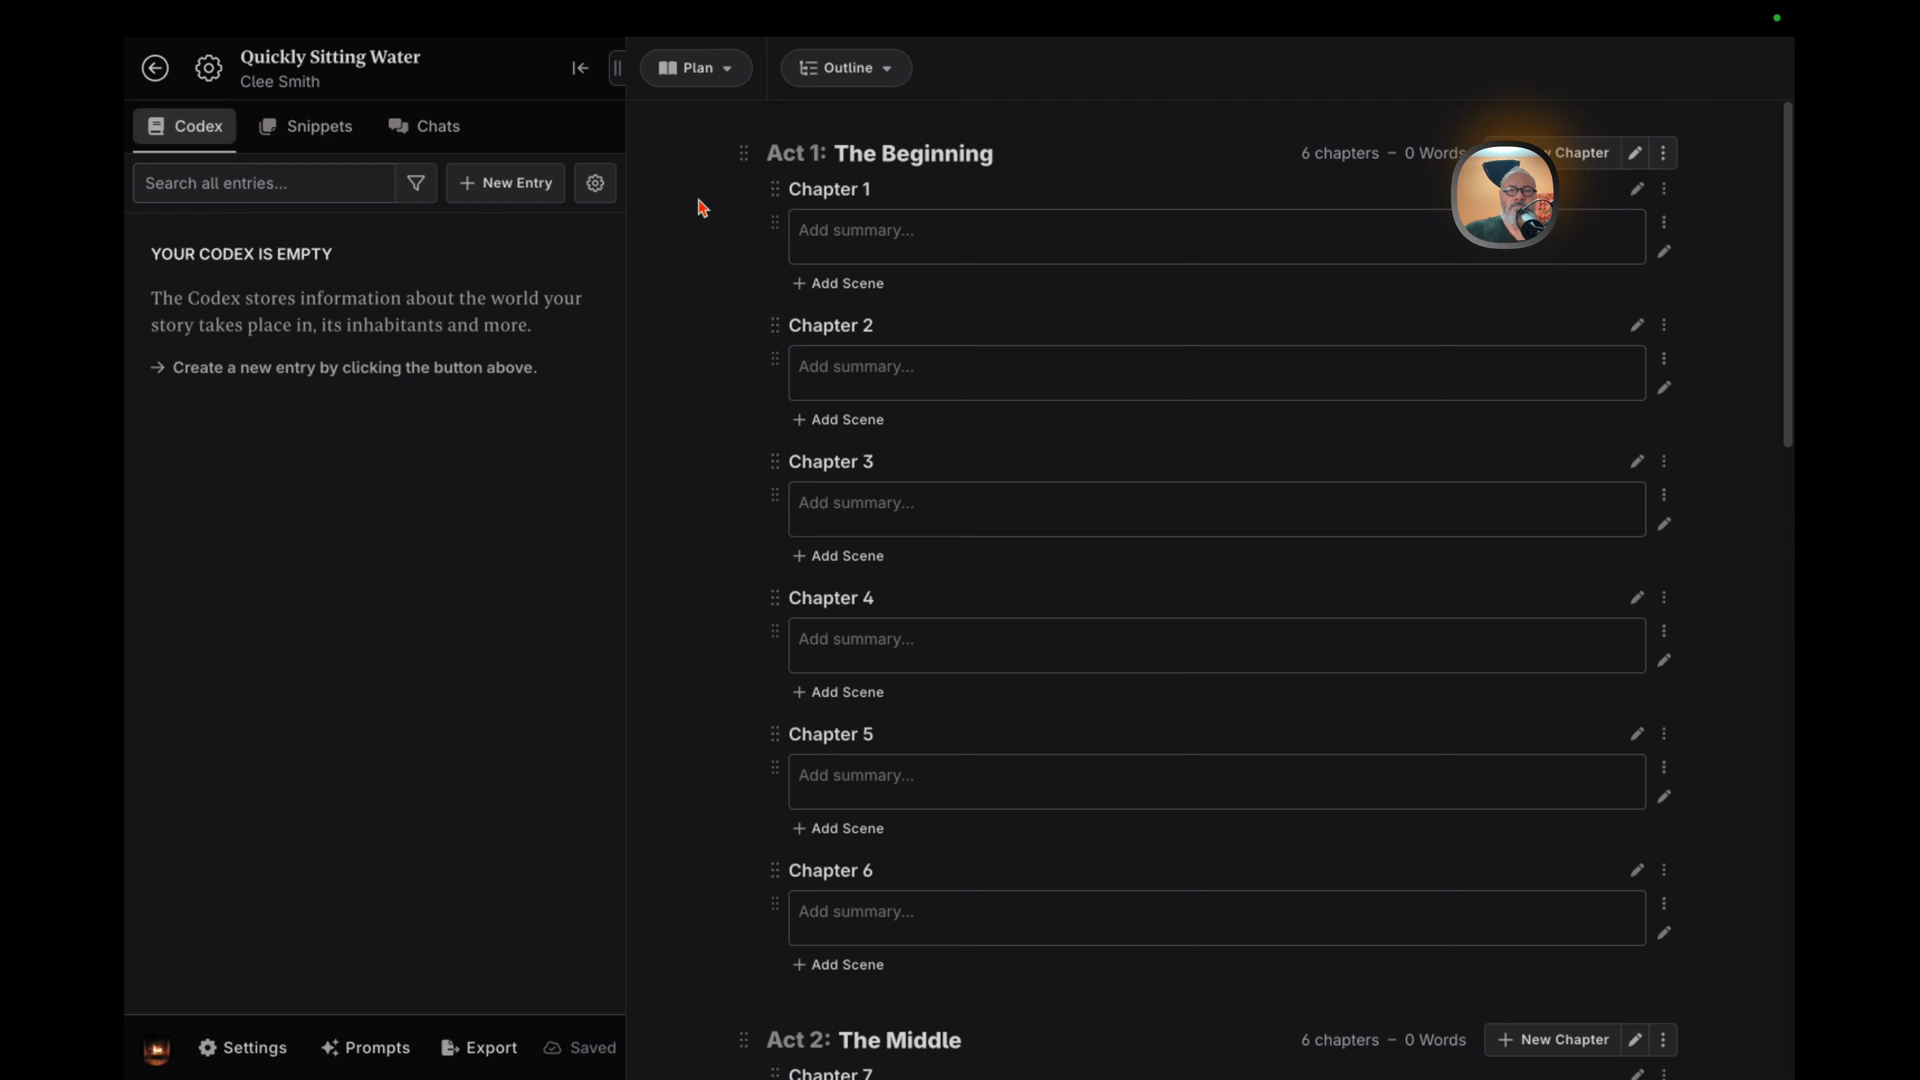 Quickly Sitting Water
Clee Smith
Plan
Outline
Codex
Snippets
Chats
Search all entries...
New Entry
YOUR CODEX IS EMPTY
The Codex stores information about the world your
story takes place in, its inhabitants and more.
→ Create a new entry by clicking the button above.
Act 1: The Beginning
6 chapters – 0 Words
Chapter
Chapter 1
Add summary...
+ Add Scene
Chapter 2
Add summary...
+ Add Scene
Chapter 3
Add summary...
+ Add Scene
Chapter 4
Add summary...
+ Add Scene
Chapter 5
Add summary...
+ Add Scene
Chapter 6
Add summary...
+ Add Scene
Act 2: The Middle
6 chapters – 0 Words
+ New Chapter
Chapter 7
Settings
Prompts
Export
Saved